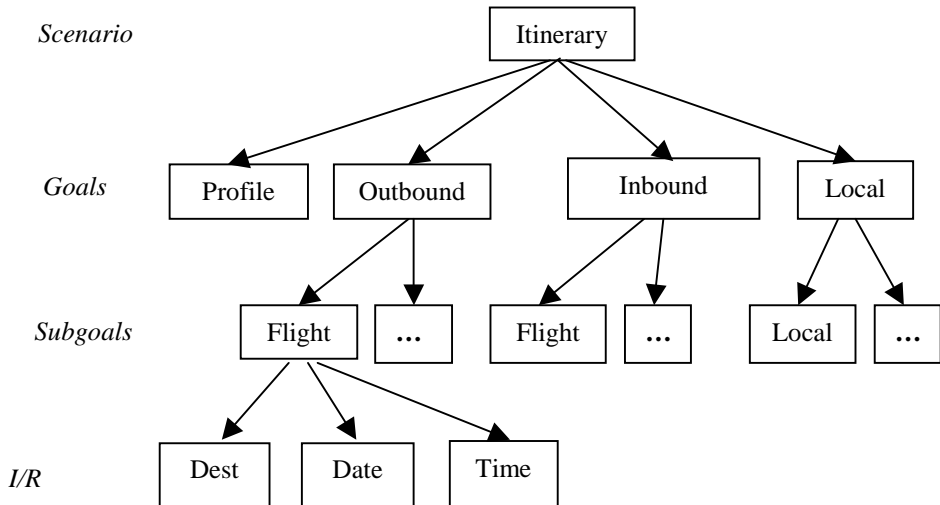 Scenario Itinerary
Goals Profile Outbound Inbound Local
Subgoals Flight ... Flight ... Local ...
I/R Dest Date Time